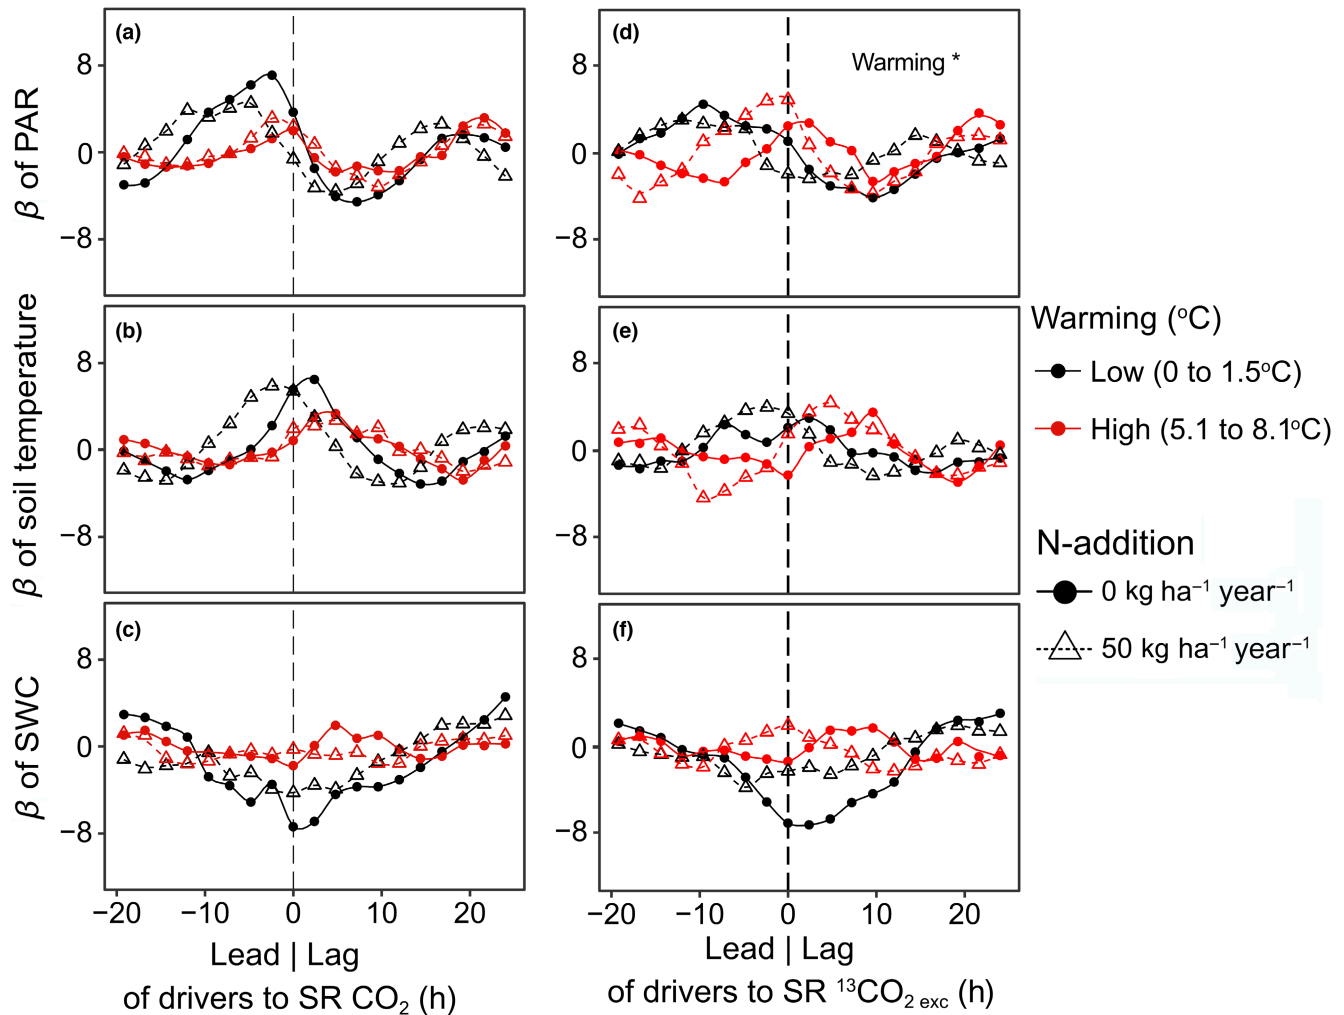 (a)
8
0
−8
β of PAR
(b)
8
0
−8
β of soil temperature
(c)
8
0
−8
β of SWC
−20 −10 0 10 20
Lead | Lag
of drivers to SR CO₂ (h)
(d)
Warming *
8
0
−8
(e)
8
0
−8
(f)
8
0
−8
−20 −10 0 10 20
Lead | Lag
of drivers to SR ¹³CO₂ exc (h)
Warming (ºC)
Low (0 to 1.5ºC)
High (5.1 to 8.1ºC)
N-addition
0 kg ha⁻¹ year⁻¹
50 kg ha⁻¹ year⁻¹